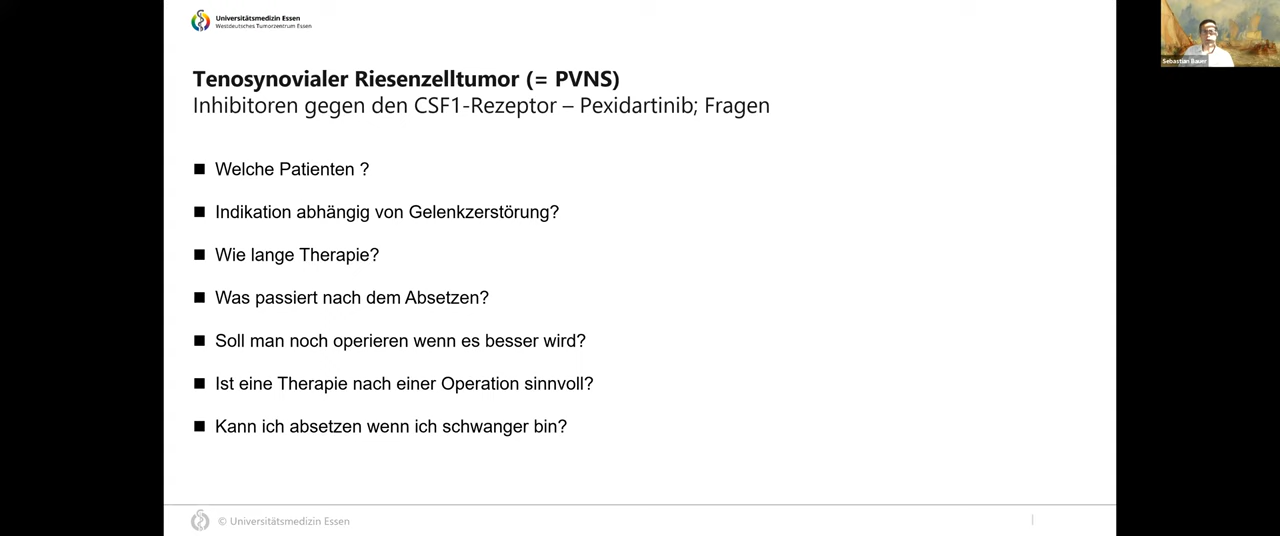 Universitätsmedizin Essen
Westdeutsches Tumorzentrum Essen
Sebastian Bauer
Tenosynovialer Riesenzelltumor (= PVNS)
Inhibitoren gegen den CSF1-Rezeptor – Pexidartinib; Fragen
Welche Patienten ?
Indikation abhängig von Gelenkzerstörung?
Wie lange Therapie?
Was passiert nach dem Absetzen?
Soll man noch operieren wenn es besser wird?
Ist eine Therapie nach einer Operation sinnvoll?
Kann ich absetzen wenn ich schwanger bin?
© Universitätsmedizin Essen